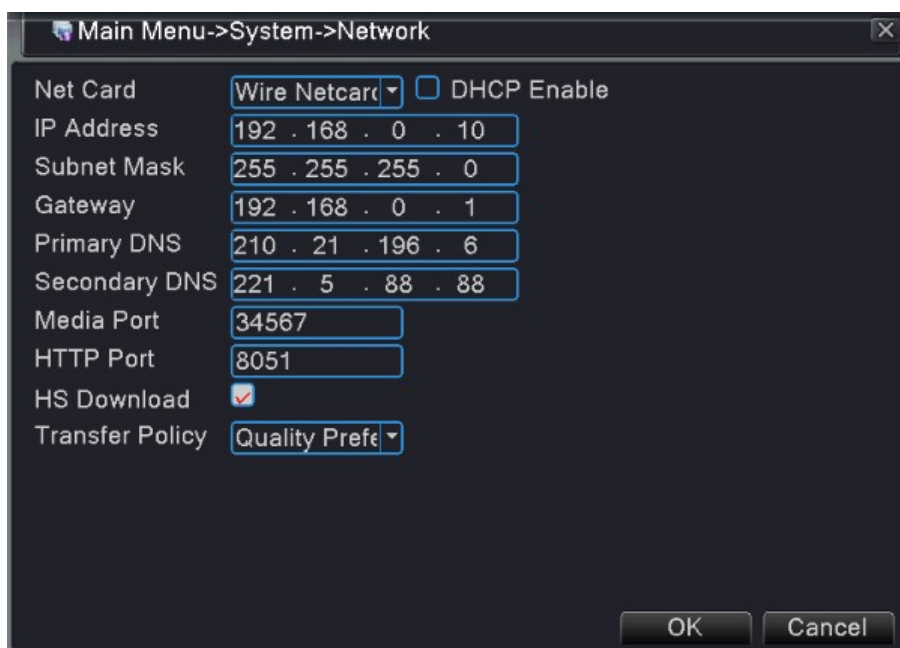 Main Menu->System->Network
Net Card Wire Netcar DHCP Enable
IP Address 192 . 168 . 0 . 10
Subnet Mask 255 . 255 . 255 . 0
Gateway 192 . 168 . 0 . 1
Primary DNS 210 . 21 . 196 . 6
Secondary DNS 221 . 5 . 88 . 88
Media Port 34567
HTTP Port 8051
HS Download
Transfer Policy Quality Prefe
OK Cancel